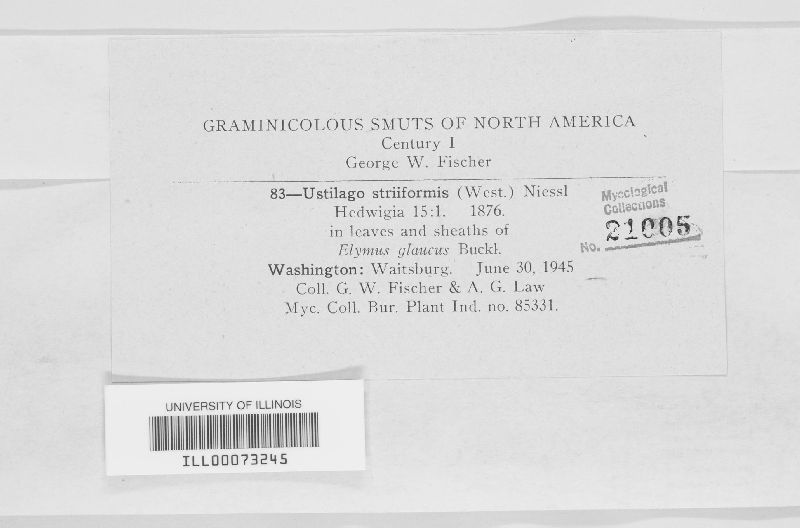 GRAMINICOLOUS SMUTS OF NORTH AMERICA
Century I
George W. Fischer
83—Ustilago striiformis (West.) Niessl
Hedwigia 15:1. 1876.
in leaves and sheaths of
Elymus glaucus Buckl.
Washington: Waitsburg. June 30, 1945
Coll. G. W. Fischer & A. G. Law
Myc. Coll. Bur. Plant Ind. no. 85331.
Mycological
Collections
No. 21005
UNIVERSITY OF ILLINOIS
ILL00073245